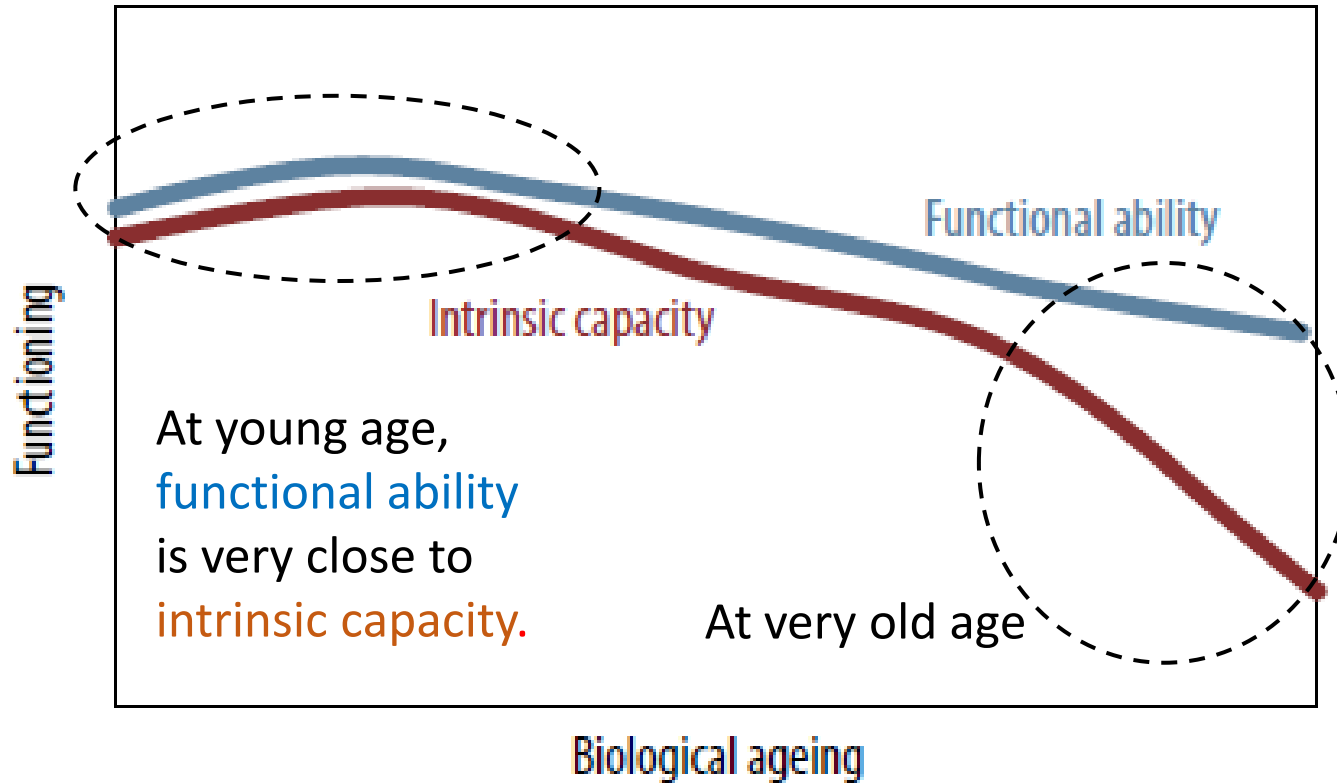 Functional ability
Intrinsic capacity
Functioning
At young age,
functional ability
is very close to
intrinsic capacity.
At very old age
Biological ageing